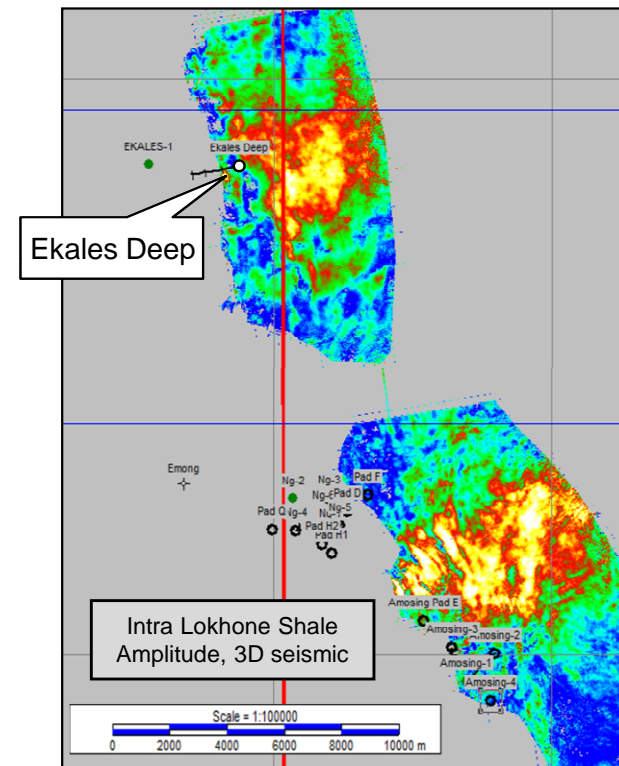 EKALES-1
Ekales Deep
Ekales Deep
Emong
Ng-2
Ng-3
Pad F
Ng-6
Pad D
Ng-5
Pad Q
Ng-4
Pad H2
Pad H1
Amosing Pad E
Amosing-3
Amosing-2
Amosing-1
Amosing-4
Intra Lokhone Shale
Amplitude, 3D seismic
Scale = 1:100000
0 2000 4000 6000 8000 10000 m